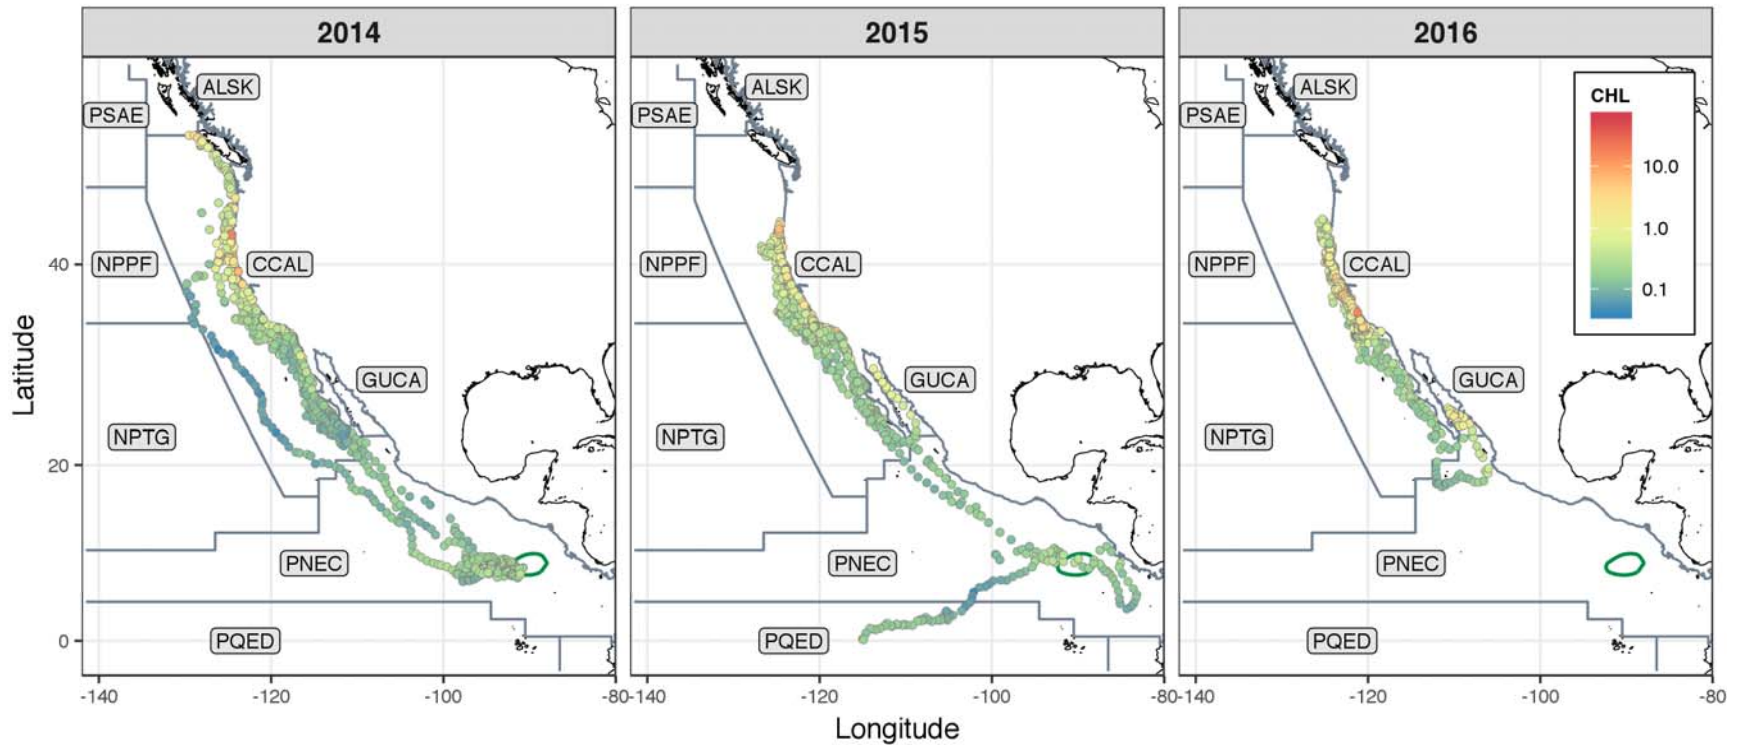 2014
2015
2016
ALSK
PSAE
NPPF
CCAL
GUCA
NPTG
PNEC
PQED
ALSK
PSAE
NPPF
CCAL
GUCA
NPTG
PNEC
PQED
ALSK
PSAE
NPPF
CCAL
GUCA
NPTG
PNEC
PQED
CHL
10.0
1.0
0.1
Latitude
40
20
0
-140
-120
-100
-80
-140
-120
-100
-80
-140
-120
-100
-80
Longitude